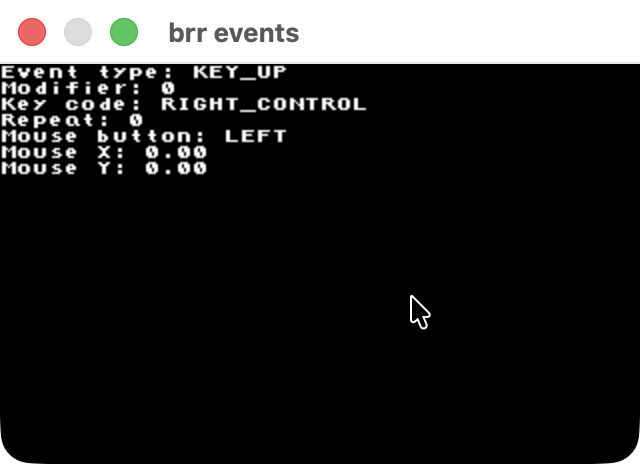 brr events
Event type: KEY_UP
Modifier: 0
Key code: RIGHT_CONTROL
Repeat: 0
Mouse button: LEFT
Mouse X: 0.00
Mouse Y: 0.00